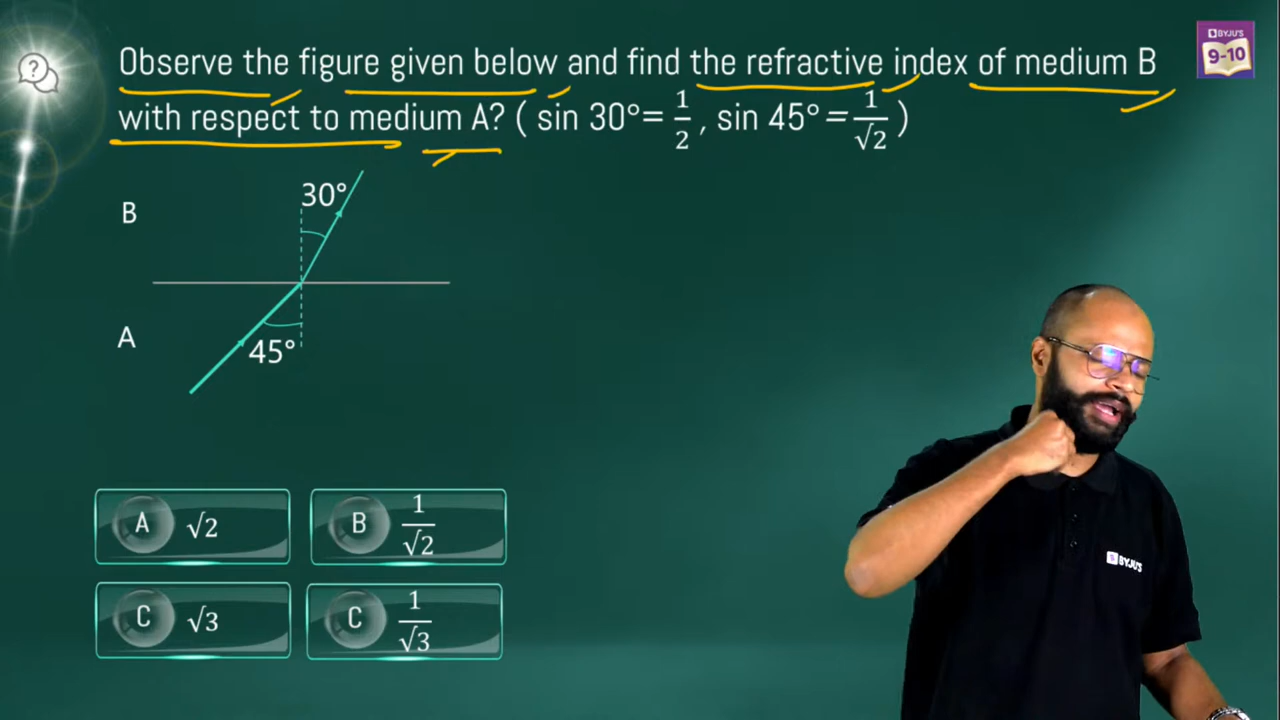 Observe the figure given below and find the refractive index of medium B
with respect to medium A? ( sin 30°= 1/2 , sin 45° = 1/√2 )
BYJU'S
9-10
30°
B
A
45°
A √2
B 1/√2
C √3
C 1/√3
BYJU'S